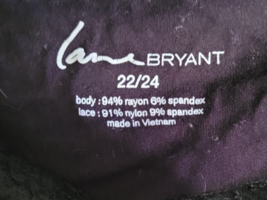 Lane BRYANT
22/24
body : 94% rayon 6% spandex
lace : 91% nylon 9% spandex
made in Vietnam